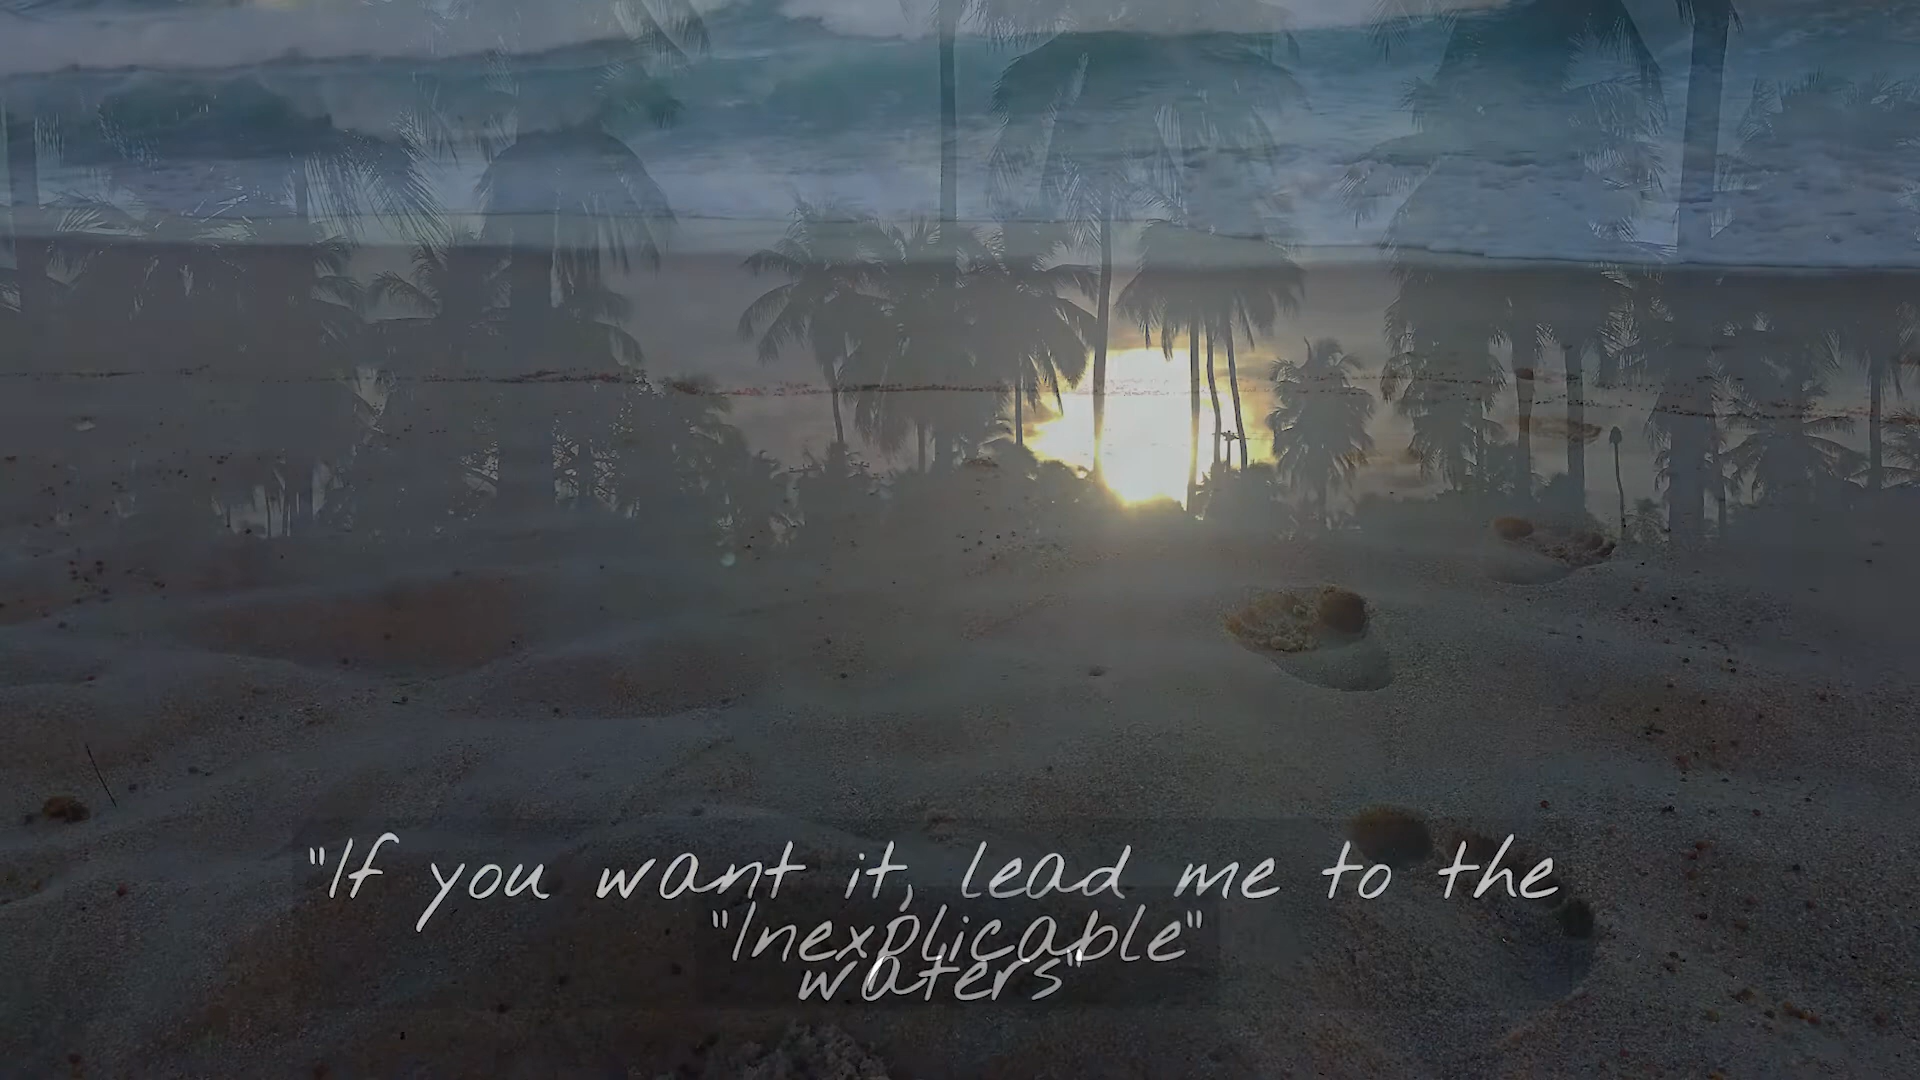 "If you want it, lead me to the
"Inexplicable"
waters"